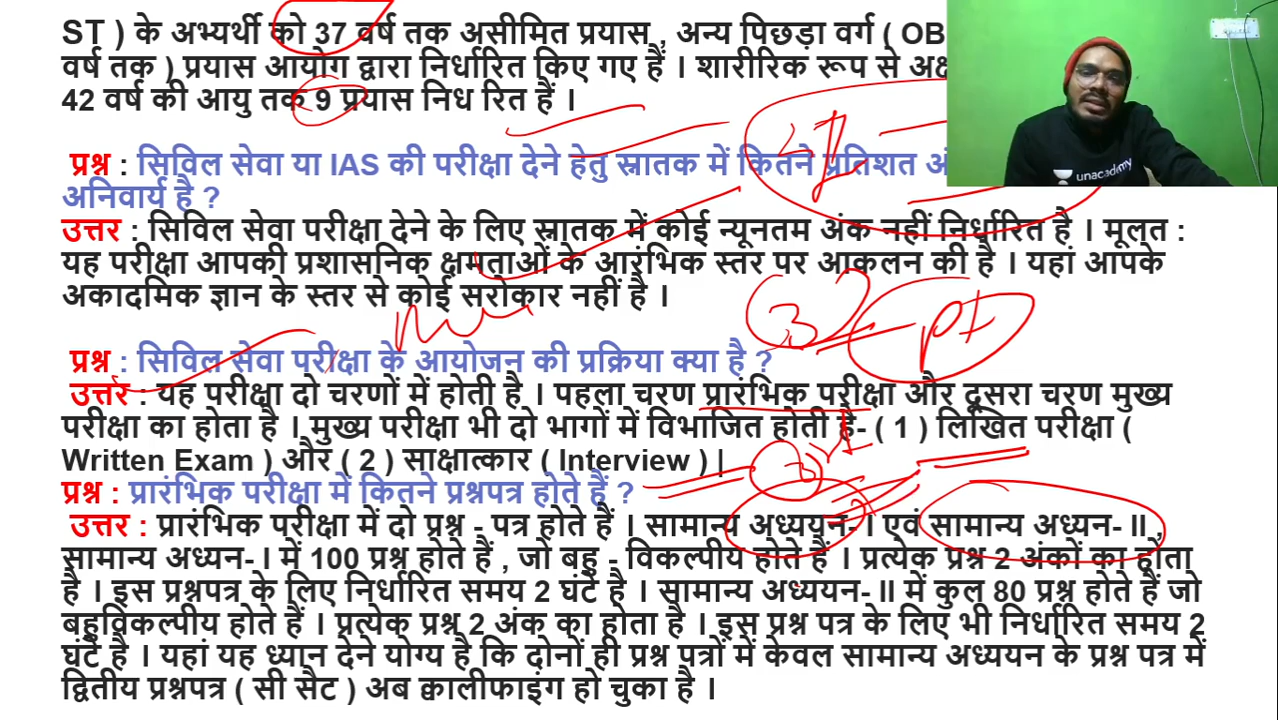 ST ) के अभ्यर्थी को 37 वर्ष तक असीमित प्रयास , अन्य पिछड़ा वर्ग ( OB
वर्ष तक ) प्रयास आयोग द्वारा निर्धारित किए गए हैं । शारीरिक रूप से अक्ष
42 वर्ष की आयु तक 9 प्रयास निध रित हैं ।
प्रश्न : सिविल सेवा या IAS की परीक्षा देने हेतु स्नातक में कितने प्रतिशत अं
अनिवार्य है ?
unacademy
उत्तर : सिविल सेवा परीक्षा देने के लिए स्नातक में कोई न्यूनतम अंक नहीं निर्धारित है । मूलत :
यह परीक्षा आपकी प्रशासनिक क्षमताओं के आरंभिक स्तर पर आकलन की है । यहां आपके
अकादमिक ज्ञान के स्तर से कोई सरोकार नहीं है ।
32 pt
प्रश्न : सिविल सेवा परीक्षा के आयोजन की प्रक्रिया क्या है ?
उत्तर : यह परीक्षा दो चरणों में होती है । पहला चरण प्रारंभिक परीक्षा और दूसरा चरण मुख्य
परीक्षा का होता है । मुख्य परीक्षा भी दो भागों में विभाजित होती है- ( 1 ) लिखित परीक्षा (
Written Exam ) और ( 2 ) साक्षात्कार ( Interview ) |
प्रश्न : प्रारंभिक परीक्षा में कितने प्रश्नपत्र होते हैं ?
उत्तर : प्रारंभिक परीक्षा में दो प्रश्न - पत्र होते हैं । सामान्य अध्ययन- I एवं सामान्य अध्यन- II ,
सामान्य अध्यन- I में 100 प्रश्न होते हैं , जो बहु - विकल्पीय होते हैं । प्रत्येक प्रश्न 2 अंकों का होता
है । इस प्रश्नपत्र के लिए निर्धारित समय 2 घंटे है । सामान्य अध्ययन- II में कुल 80 प्रश्न होते हैं जो
बहुविकल्पीय होते हैं । प्रत्येक प्रश्न 2 अंक का होता है । इस प्रश्न पत्र के लिए भी निर्धारित समय 2
घंटे है । यहां यह ध्यान देने योग्य है कि दोनों ही प्रश्न पत्रों में केवल सामान्य अध्ययन के प्रश्न पत्र में
द्वितीय प्रश्नपत्र ( सी सैट ) अब क्वालीफाइंग हो चुका है ।